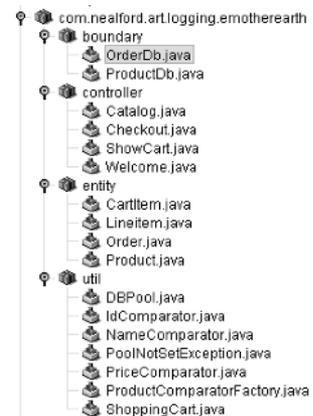 com.nealford.art.logging.emotherearth
boundary
OrderDb.java
ProductDb.java
controller
Catalog.java
Checkout.java
ShowCart.java
Welcome.java
entity
CartItem.java
Lineitem.java
Order.java
Product.java
util
DBPool.java
IdComparator.java
NameComparator.java
PoolNotSetException.java
PriceComparator.java
ProductComparatorFactory.java
ShoppingCart.java